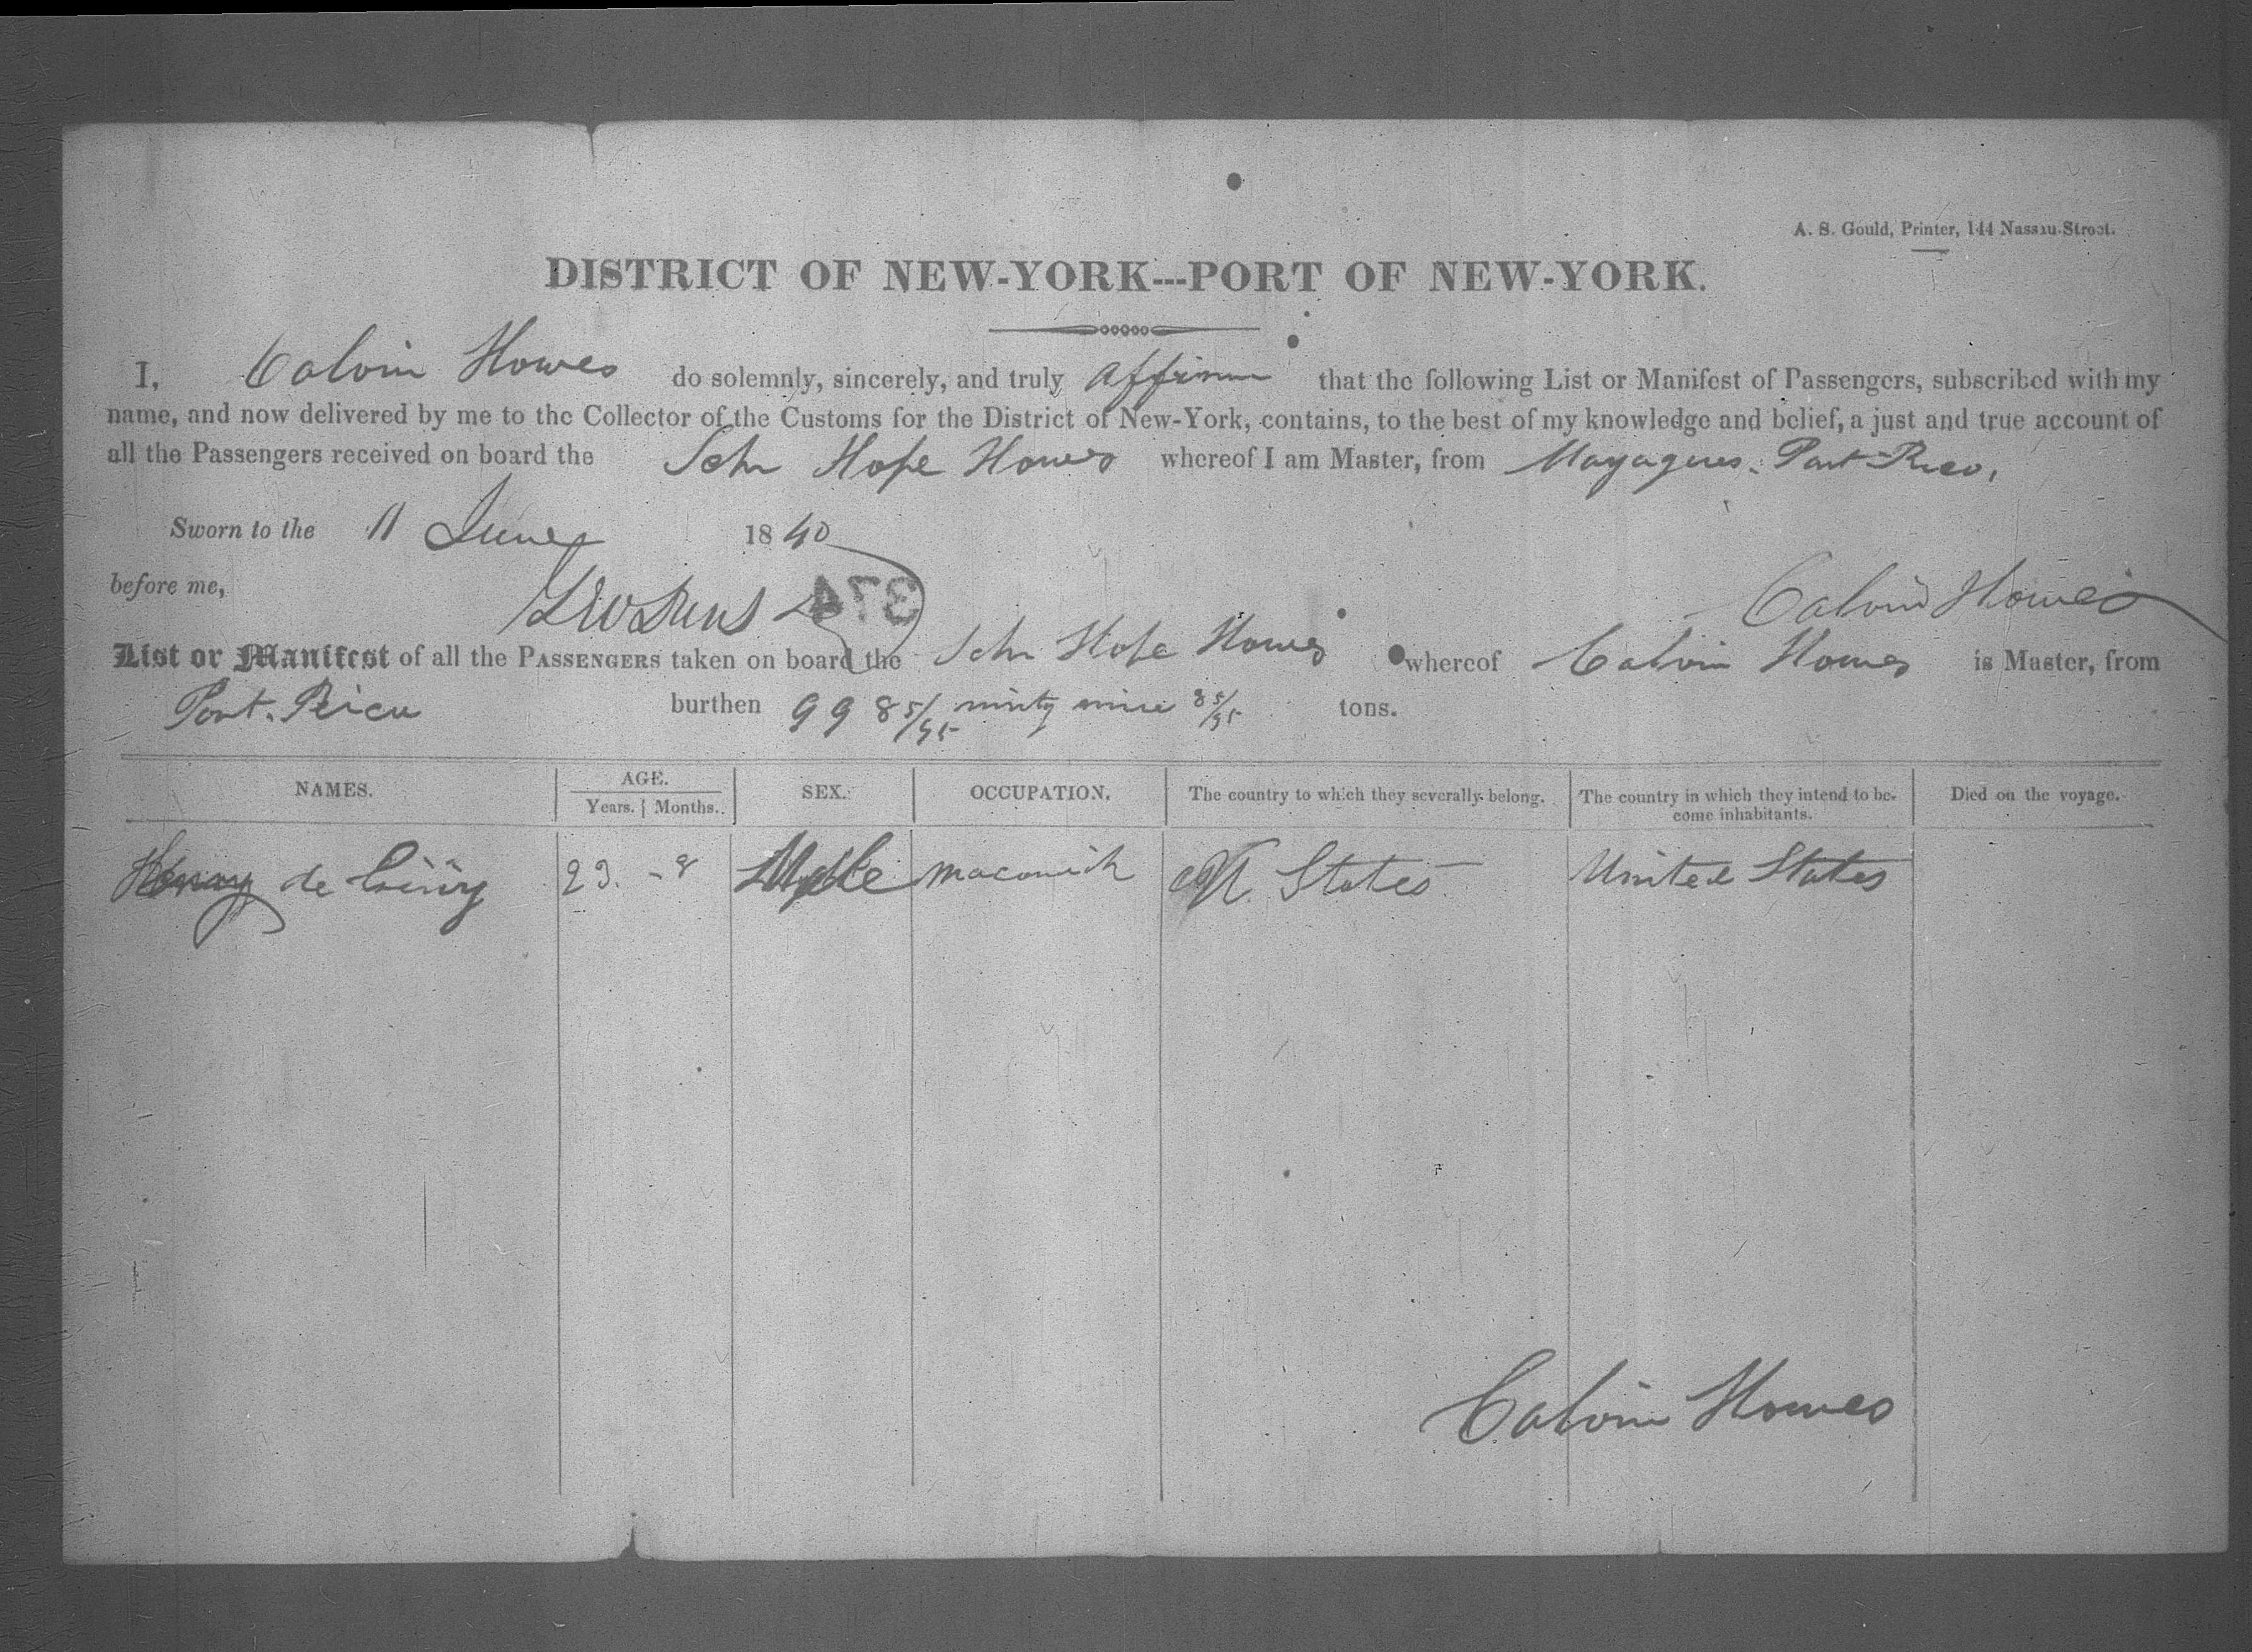 A. S. Gould, Printer, 144 Nassau Street.
DISTRICT OF NEW-YORK---PORT OF NEW-YORK.
I, Calvin Howes do solemnly, sincerely, and truly affirm that the following List or Manifest of Passengers, subscribed with my
name, and now delivered by me to the Collector of the Customs for the District of New-York, contains, to the best of my knowledge and belief, a just and true account of
all the Passengers received on board the Schr Hope Howes whereof I am Master, from Mayagues. Port Rico.
Sworn to the 11 June 1840
before me,
374
Calvin Howes
List or Manifest of all the PASSENGERS taken on board the Schr Hope Howes whereof Calvin Howes is Master, from
Port. Rico burthen 99 85/95 ninty nine 85/95 tons.
NAMES. AGE. SEX. OCCUPATION. The country to which they severally belong. The country in which they intend to be- Died on the voyage.
Years. Months. come inhabitants.
Henry de 23. - 8 Male U. States United States
Calvin Howes